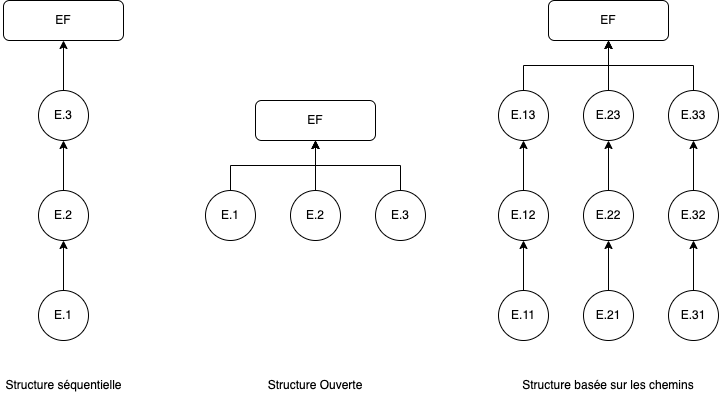 EF
E.3
E.2
E.1
Structure séquentielle
EF
E.1 E.2 E.3
Structure Ouverte
EF
E.13 E.23 E.33
E.12 E.22 E.32
E.11 E.21 E.31
Structure basée sur les chemins